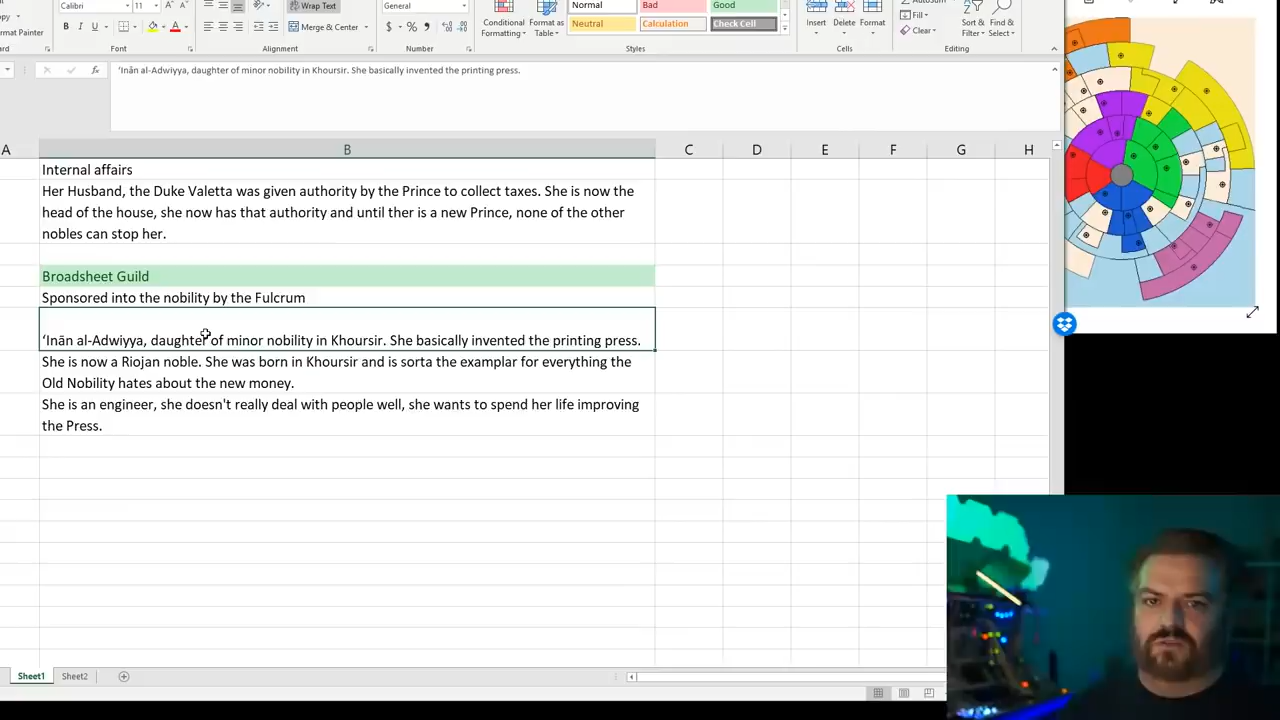 Calibri
11
Wrap Text
General
Normal
Bad
Good
AutoSum
Format Painter
B
I
U
Merge & Center
Conditional
Formatting
Format as
Table
Neutral
Calculation
Check Cell
Insert
Delete
Format
Fill
Clear
Sort &
Filter
Find &
Select
Font
Alignment
Number
Styles
Cells
Editing
fx
‘Inān al-Adwiyya, daughter of minor nobility in Khoursir. She basically invented the printing press.
A
B
C
D
E
F
G
H
Internal affairs
Her Husband, the Duke Valetta was given authority by the Prince to collect taxes. She is now the
head of the house, she now has that authority and until ther is a new Prince, none of the other
nobles can stop her.
Broadsheet Guild
Sponsored into the nobility by the Fulcrum
‘Inān al-Adwiyya, daughter of minor nobility in Khoursir. She basically invented the printing press.
She is now a Riojan noble. She was born in Khoursir and is sorta the examplar for everything the
Old Nobility hates about the new money.
She is an engineer, she doesn't really deal with people well, she wants to spend her life improving
the Press.
Sheet1
Sheet2